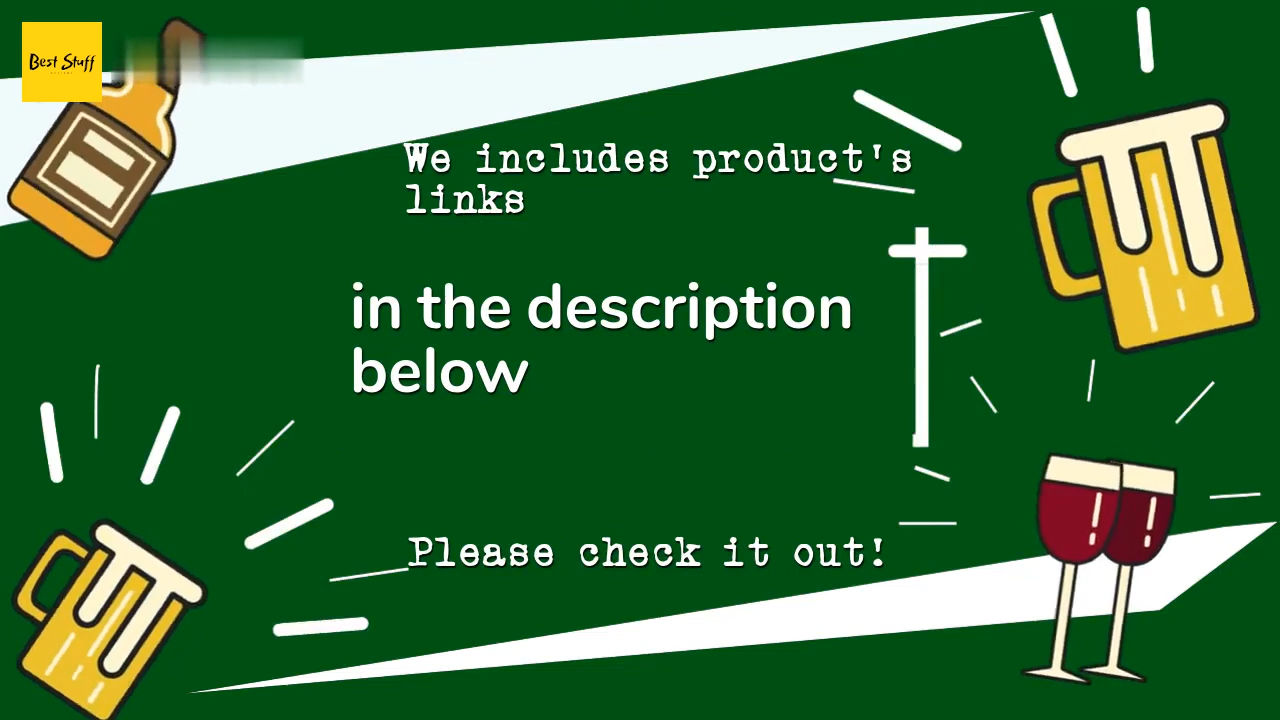 Best Stuff
We includes product's
links
in the description
below
Please check it out!